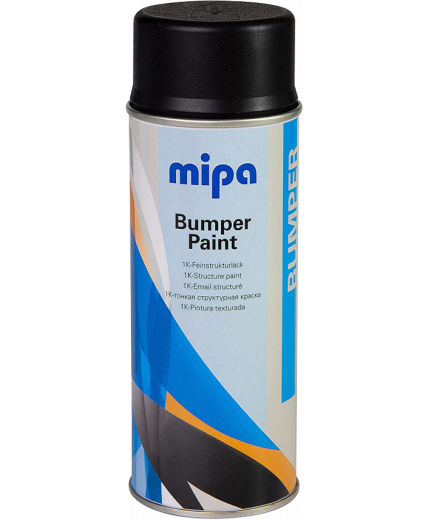 mipa
Bumper
Paint
1K-Feinstrukturlack
1K-Structure paint
1K-Email structuré
1K-тонкая структурная краска
1K-Pintura texturada
BUMPER